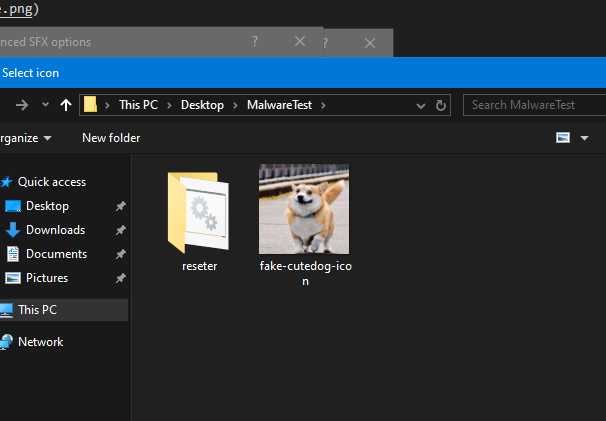 e.png)
nced SFX options
?
?
Select icon
This PC > Desktop > MalwareTest >
Search MalwareTest
rganize
New folder
Quick access
Desktop
Downloads
Documents
Pictures
This PC
Network
reseter
fake-cutedog-ico
n